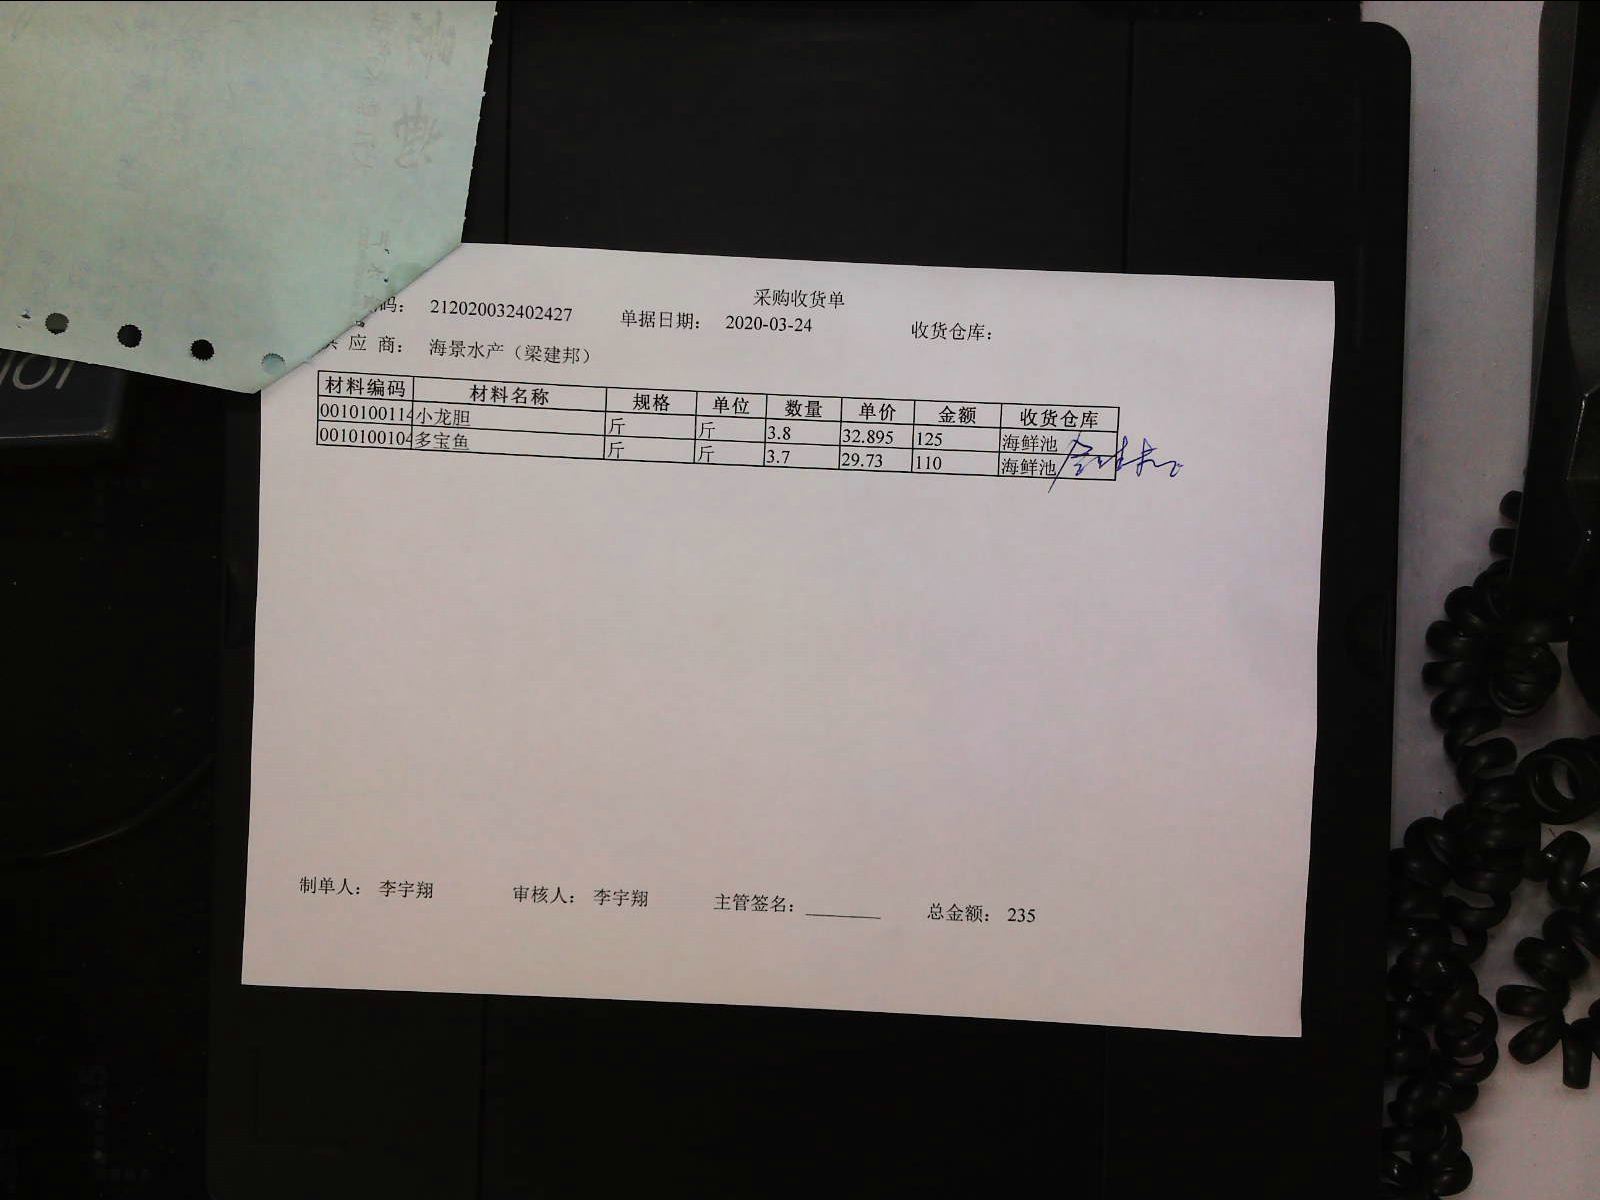 采购收货单
码： 212020032402427 单据日期： 2020-03-24 收货仓库：
应 商： 海景水产（梁建邦）
材料编码 材料名称 规格 单位 数量 单价 金额 收货仓库
0010100114 小龙胆 斤 斤 3.8 32.895 125 海鲜池
0010100104 多宝鱼 斤 斤 3.7 29.73 110 海鲜池
制单人： 李宇翔 审核人： 李宇翔 主管签名： 总金额： 235